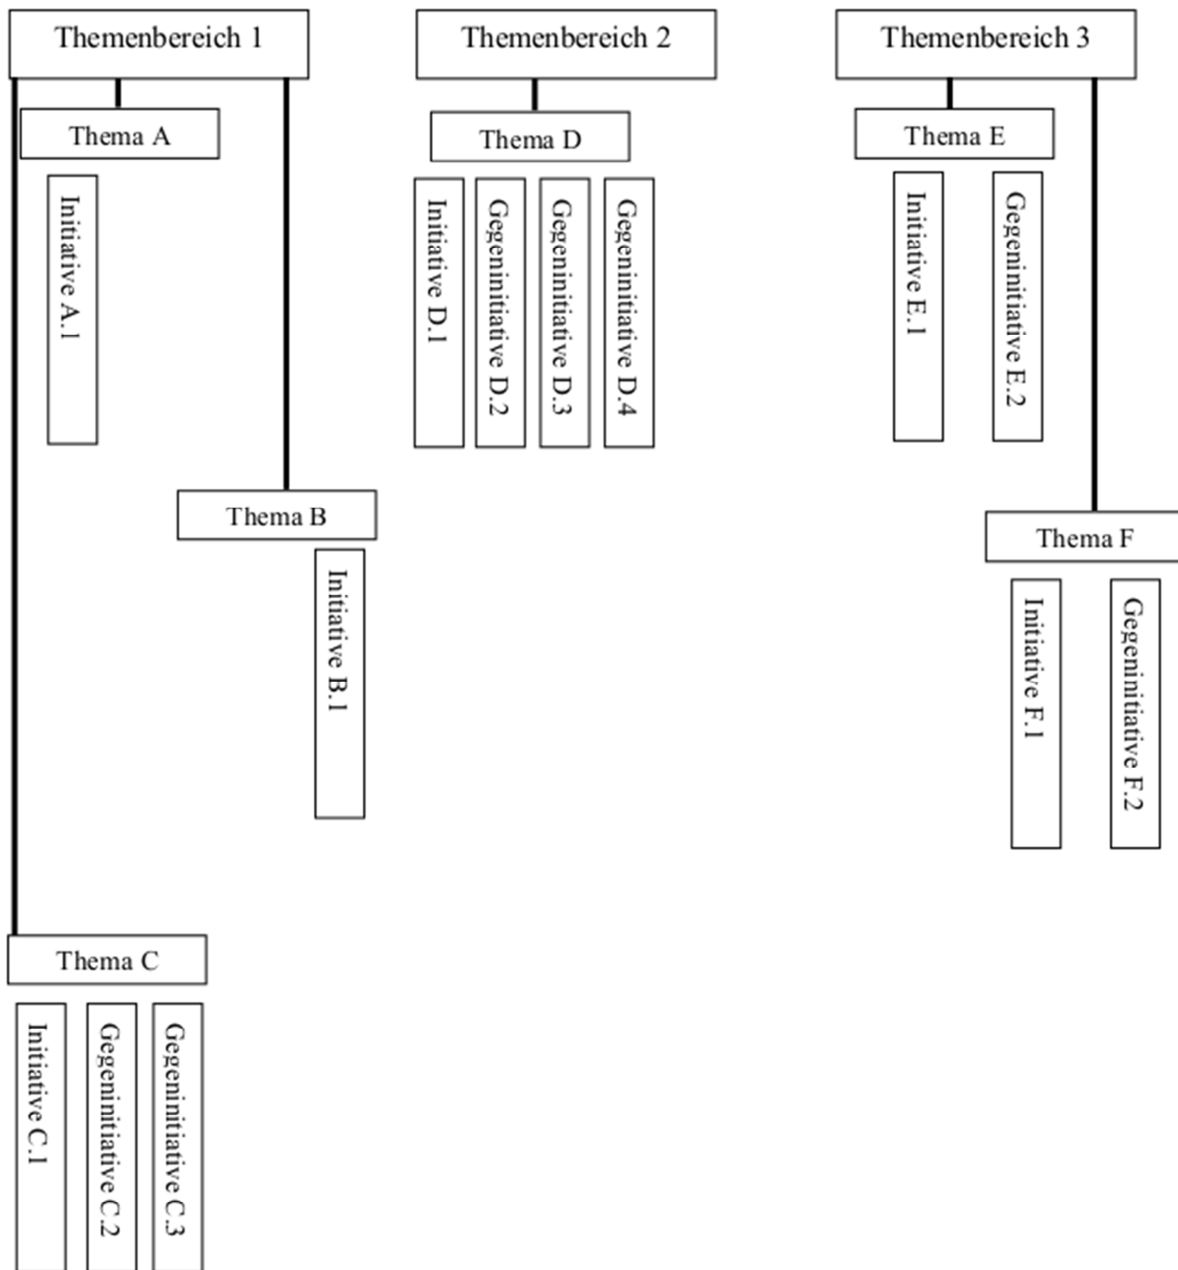 Themenbereich 1
Themenbereich 2
Themenbereich 3
Thema A
Thema D
Thema E
Initiative A.1
Initiative D.1
Gegeninitiative D.2
Gegeninitiative D.3
Gegeninitiative D.4
Initiative E.1
Gegeninitiative E.2
Thema B
Thema F
Initiative B.1
Initiative F.1
Gegeninitiative F.2
Thema C
Initiative C.1
Gegeninitiative C.2
Gegeninitiative C.3